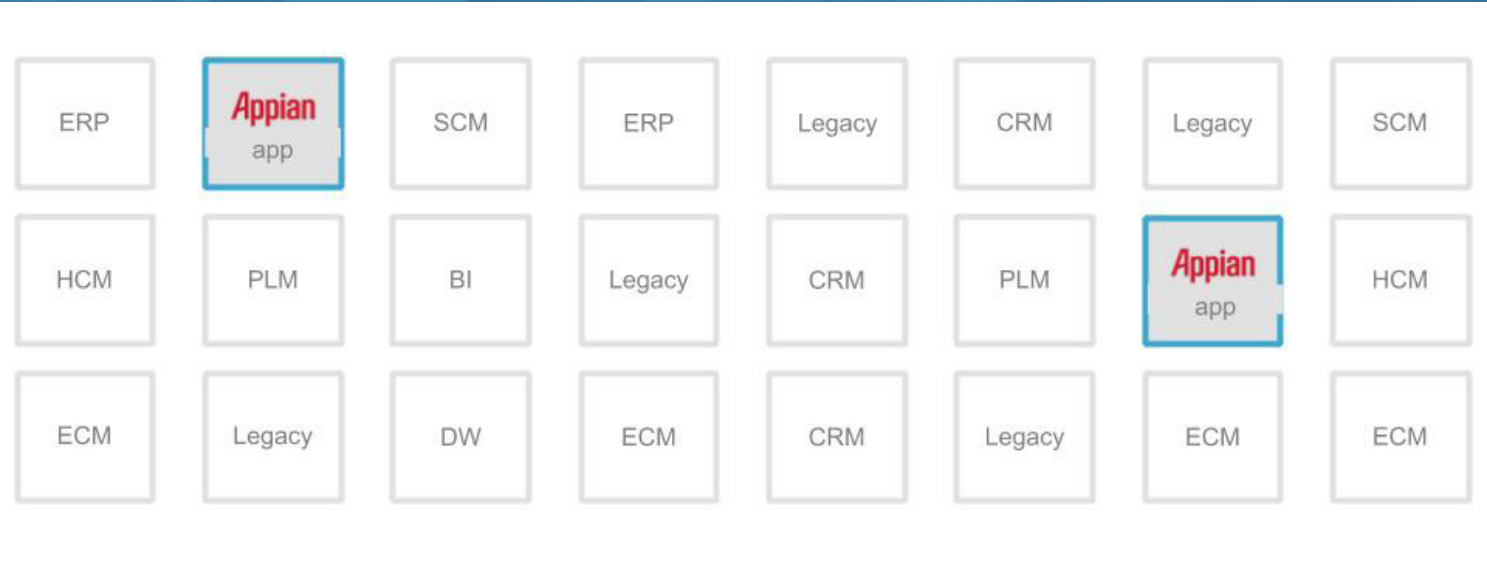 ERP
Appian
app
SCM
ERP
Legacy
CRM
Legacy
SCM
HCM
PLM
BI
Legacy
CRM
PLM
Appian
app
HCM
ECM
Legacy
DW
ECM
CRM
Legacy
ECM
ECM